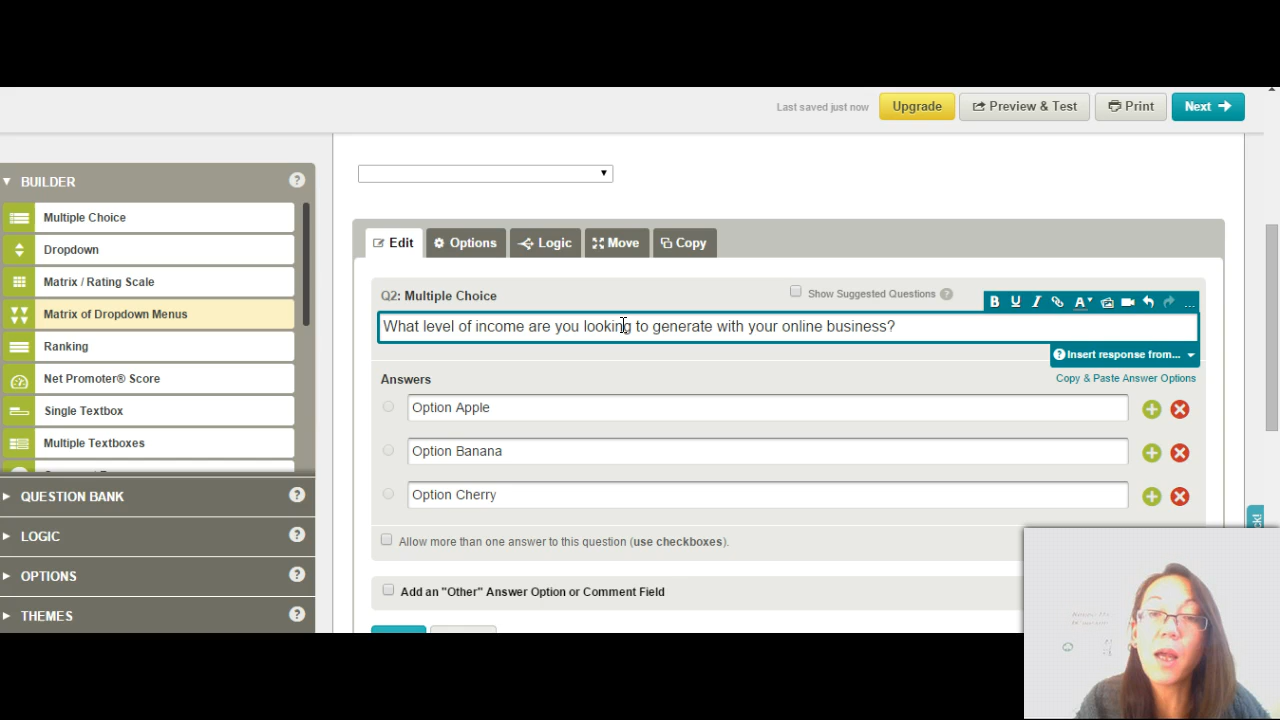 Last saved just now
Upgrade
Preview & Test
Print
Next
BUILDER
Multiple Choice
Dropdown
Matrix / Rating Scale
Matrix of Dropdown Menus
Ranking
Net Promoter® Score
Single Textbox
Multiple Textboxes
QUESTION BANK
LOGIC
OPTIONS
THEMES
Edit
Options
Logic
Move
Copy
Q2: Multiple Choice
Show Suggested Questions
B U I A ...
What level of income are you looking to generate with your online business?
Insert response from...
Answers
Copy & Paste Answer Options
Option Apple
Option Banana
Option Cherry
Allow more than one answer to this question (use checkboxes).
Add an "Other" Answer Option or Comment Field